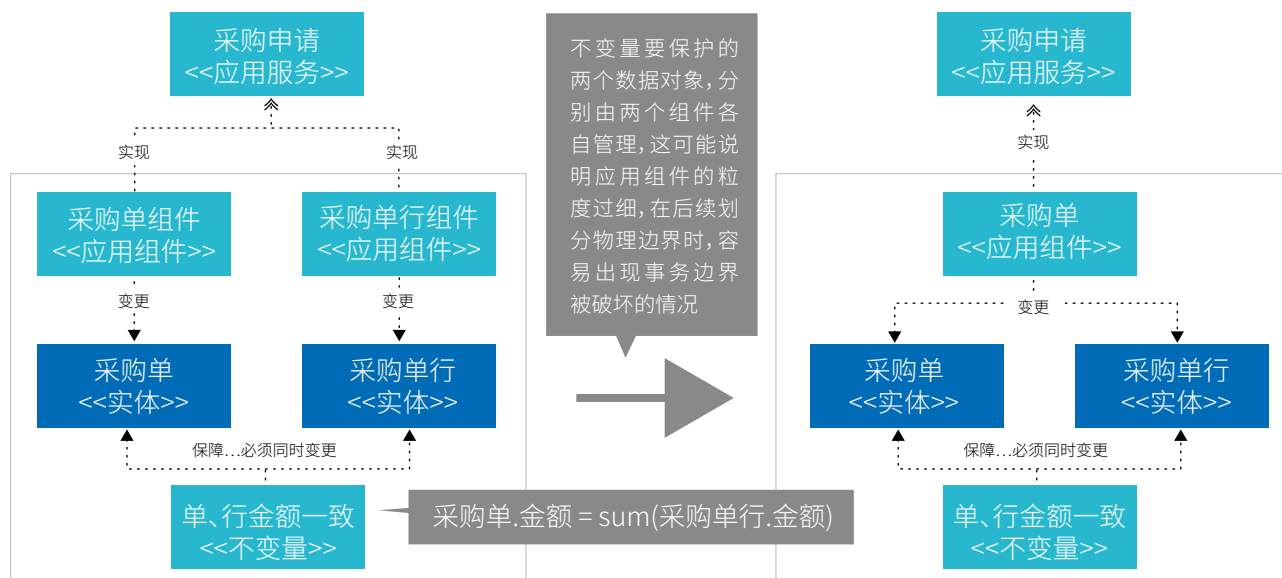 采购申请
<<应用服务>>
实现
实现
采购单组件
<<应用组件>>
采购单行组件
<<应用组件>>
变更
变更
采购单
<<实体>>
采购单行
<<实体>>
保障...必须同时变更
单、行金额一致
<<不变量>>
不变量要保护的
两个数据对象，分
别由两个组件各
自管理，这可能说
明应用组件的粒
度过细，在后续划
分物理边界时，容
易出现事务边界
被破坏的情况
采购单.金额 = sum(采购单行.金额)
采购申请
<<应用服务>>
实现
采购单
<<应用组件>>
变更
采购单
<<实体>>
采购单行
<<实体>>
保障...必须同时变更
单、行金额一致
<<不变量>>